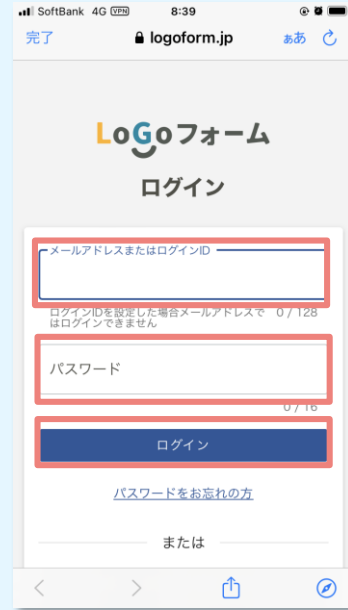 SoftBank 4G VPN 8:39
完了 logoform.jp ぁあ
LoGoフォーム
ログイン
メールアドレスまたはログインID
ログインIDを設定した場合メールアドレスで 0 / 128
はログインできません
パスワード
0 / 16
ログイン
パスワードをお忘れの方
または